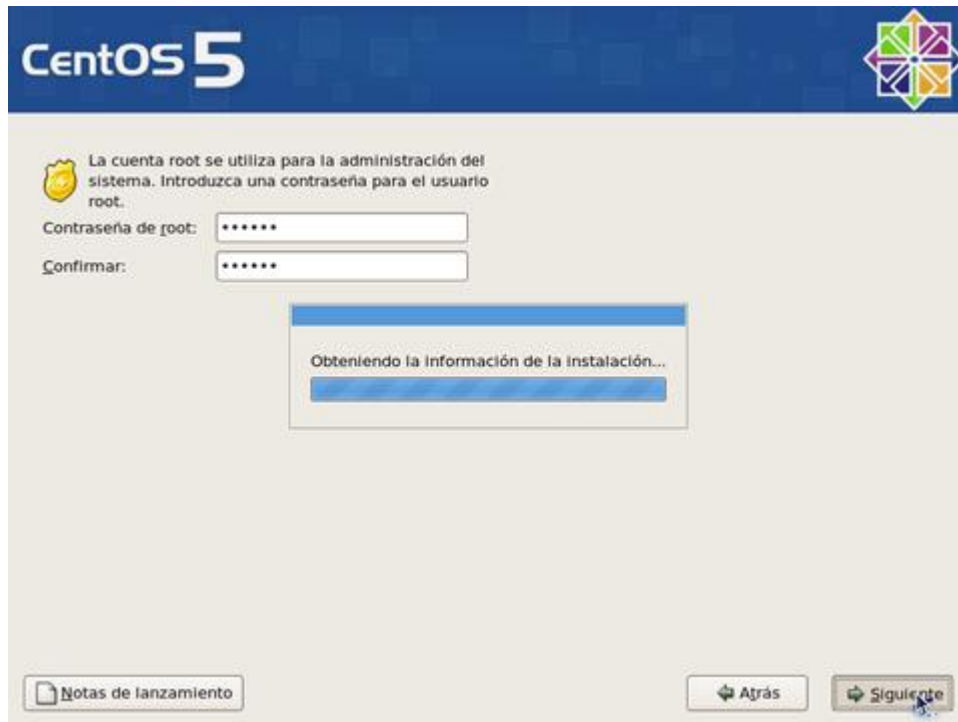 CentOS 5
La cuenta root se utiliza para la administración del
sistema. Introduzca una contraseña para el usuario
root.
Contraseña de root: ••••••
Confirmar: ••••••
Obteniendo la información de la instalación...
Notas de lanzamiento
Atrás
Siguiente